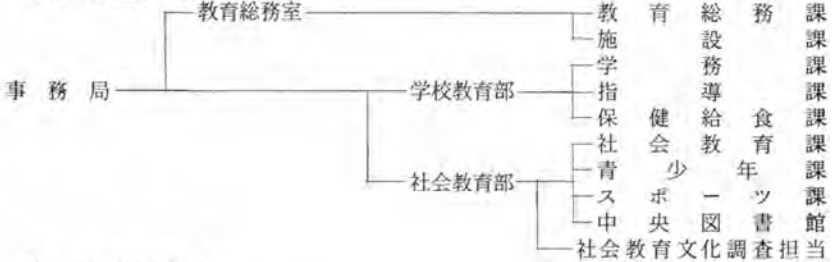 教育総務室 教育総務課
施設課
学務課
事務局 学校教育部 指導課
保健給食課
社会教育課
青少年課
社会教育部 スポーツ課
中央図書館
社会教育文化調査担当